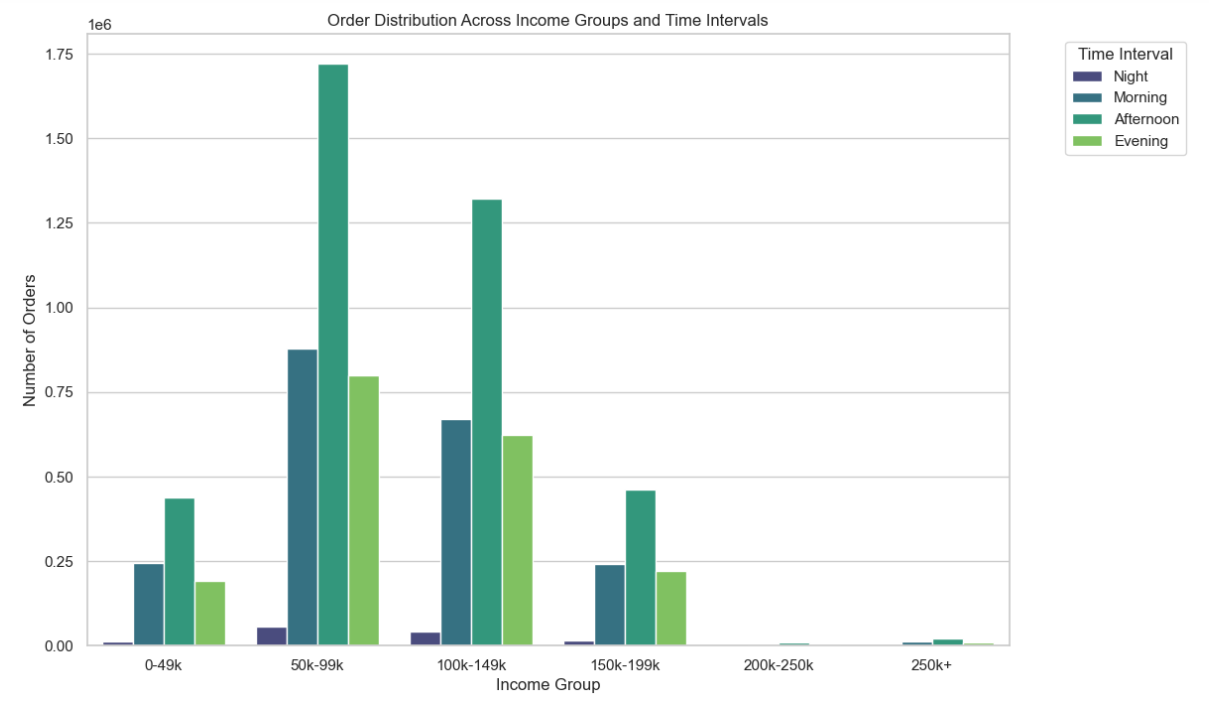 Order Distribution Across Income Groups and Time Intervals
1e6
1.75
1.50
1.25
1.00
0.75
0.50
0.25
0.00
Number of Orders
0-49k
50k-99k
100k-149k
150k-199k
200k-250k
250k+
Income Group
Time Interval
Night
Morning
Afternoon
Evening